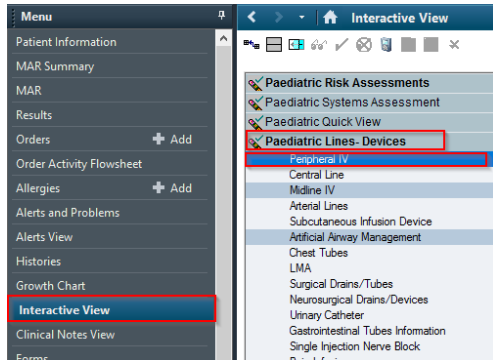 Menu
Patient Information
MAR Summary
MAR
Results
Orders Add
Order Activity Flowsheet
Allergies Add
Alerts and Problems
Alerts View
Histories
Growth Chart
Interactive View
Clinical Notes View
Forms
Interactive View
Paediatric Risk Assessments
Paediatric Systems Assessment
Paediatric Quick View
Paediatric Lines- Devices
Peripheral IV
Central Line
Midline IV
Arterial Lines
Subcutaneous Infusion Device
Artificial Airway Management
Chest Tubes
LMA
Surgical Drains/Tubes
Neurosurgical Drains/Devices
Urinary Catheter
Gastrointestinal Tubes Information
Single Injection Nerve Block